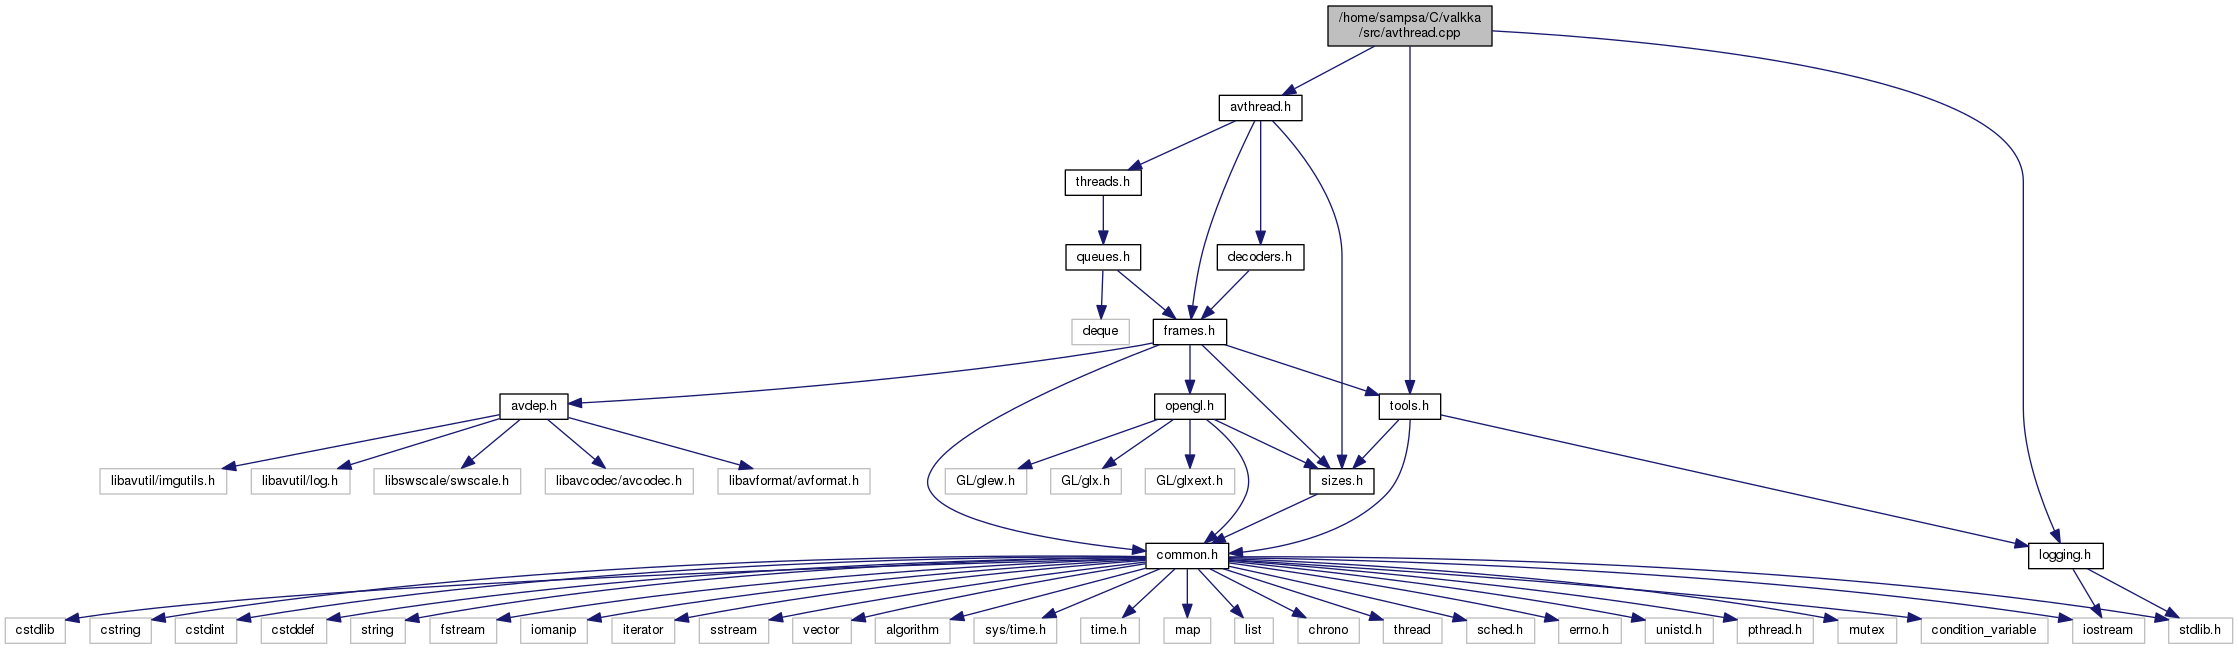 /home/sampsa/C/valkka
/src/avthread.cpp
avthread.h
threads.h
queues.h
decoders.h
deque
frames.h
avdep.h
opengl.h
tools.h
libavutil/imgutils.h
libavutil/log.h
libswscale/swscale.h
libavcodec/avcodec.h
libavformat/avformat.h
GL/glew.h
GL/glx.h
GL/glxext.h
sizes.h
common.h
logging.h
cstdlib
cstring
cstdint
cstddef
string
fstream
iomanip
iterator
sstream
vector
algorithm
sys/time.h
time.h
map
list
chrono
thread
sched.h
errno.h
unistd.h
pthread.h
mutex
condition_variable
iostream
stdlib.h